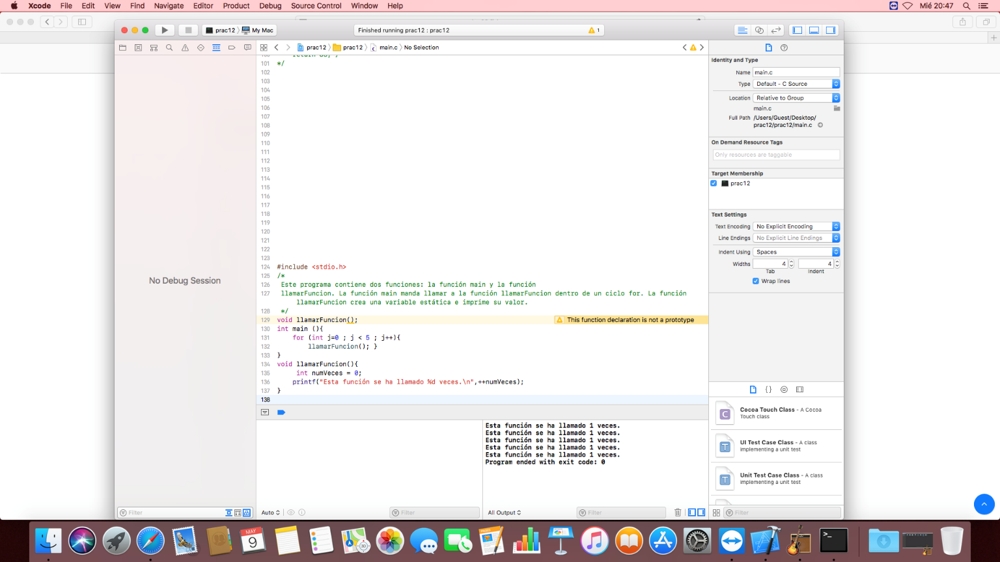 Xcode File Edit View Find Navigate Editor Product Debug Source Control Window Help Mié 20:47
prac12 My Mac Finished running prac12 : prac12 1
prac12 prac12 main.c No Selection
101 */
102
103
104
105
106
107
108
109
110
111
112
113
114
115
116
117
118
119
120
121
122
123
124 #include <stdio.h>
125 /*
126 Este programa contiene dos funciones: la función main y la función
127 llamarFuncion. La función main manda llamar a la función llamarFuncion dentro de un ciclo for. La función
llamarFuncion crea una variable estática e imprime su valor.
128 */
129 void llamarFuncion(); This function declaration is not a prototype
130 int main (){
131 for (int j=0 ; j < 5 ; j++){
132 llamarFuncion(); }
133 }
134 void llamarFuncion(){
135 int numVeces = 0;
136 printf("Esta función se ha llamado %d veces.\n",++numVeces);
137 }
138
No Debug Session
Filter
Esta función se ha llamado 1 veces.
Esta función se ha llamado 1 veces.
Esta función se ha llamado 1 veces.
Esta función se ha llamado 1 veces.
Esta función se ha llamado 1 veces.
Program ended with exit code: 0
Auto Filter All Output Filter
Identity and Type
Name main.c
Type Default - C Source
Location Relative to Group
main.c
Full Path /Users/Guest/Desktop/
prac12/prac12/main.c
On Demand Resource Tags
Only resources are taggable
Target Membership
prac12
Text Settings
Text Encoding No Explicit Encoding
Line Endings No Explicit Line Endings
Indent Using Spaces
Widths 4 4
Tab Indent
Wrap lines
C
Cocoa Touch Class - A Cocoa
Touch class
T
UI Test Case Class - A class
implementing a unit test
T
Unit Test Case Class - A class
implementing a unit test
Filter
MAY
9